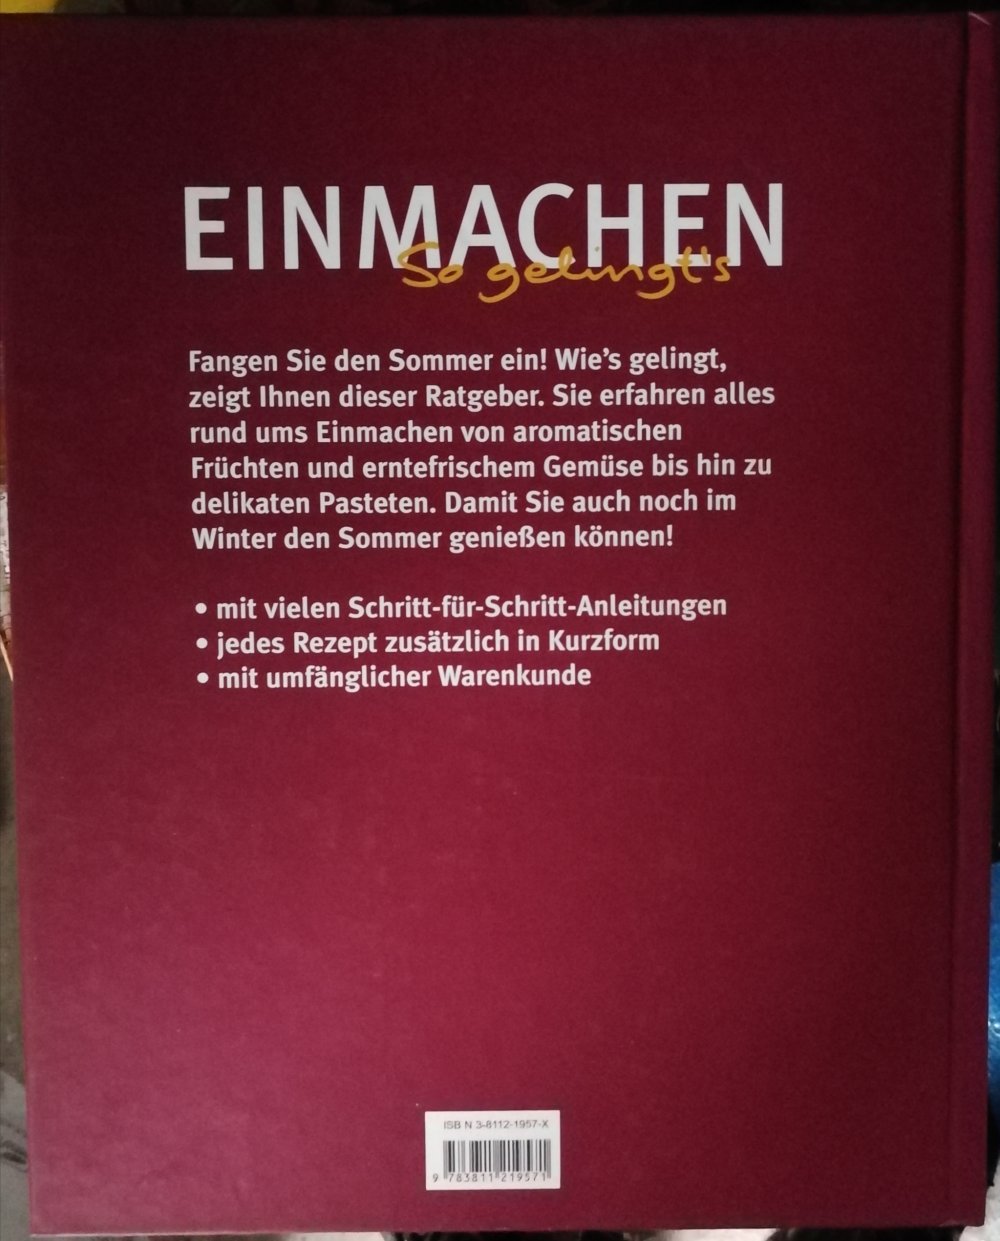 EINMACHEN
So gelingt's
Fangen Sie den Sommer ein! Wie’s gelingt,
zeigt Ihnen dieser Ratgeber. Sie erfahren alles
rund ums Einmachen von aromatischen
Früchten und erntefrischem Gemüse bis hin zu
delikaten Pasteten. Damit Sie auch noch im
Winter den Sommer genießen können!
• mit vielen Schritt-für-Schritt-Anleitungen
• jedes Rezept zusätzlich in Kurzform
• mit umfänglicher Warenkunde
ISBN 3-8112-1957-X
9 783811 219571